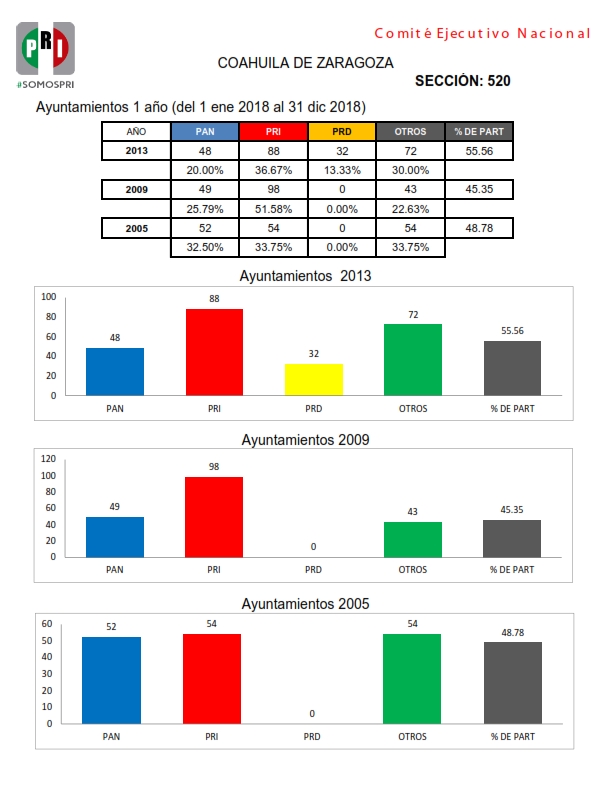 Comité Ejecutivo Nacional
PRI
#SOMOSPRI
COAHUILA DE ZARAGOZA
SECCIÓN: 520
Ayuntamientos 1 año (del 1 ene 2018 al 31 dic 2018)
AÑO PAN PRI PRD OTROS % DE PART
2013 48 88 32 72 55.56
20.00% 36.67% 13.33% 30.00%
2009 49 98 0 43 45.35
25.79% 51.58% 0.00% 22.63%
2005 52 54 0 54 48.78
32.50% 33.75% 0.00% 33.75%
Ayuntamientos 2013
100
80
60
40
20
0
48 88 32 72 55.56
PAN PRI PRD OTROS % DE PART
Ayuntamientos 2009
120
100
80
60
40
20
0
49 98 0 43 45.35
PAN PRI PRD OTROS % DE PART
Ayuntamientos 2005
60
50
40
30
20
10
0
52 54 0 54 48.78
PAN PRI PRD OTROS % DE PART